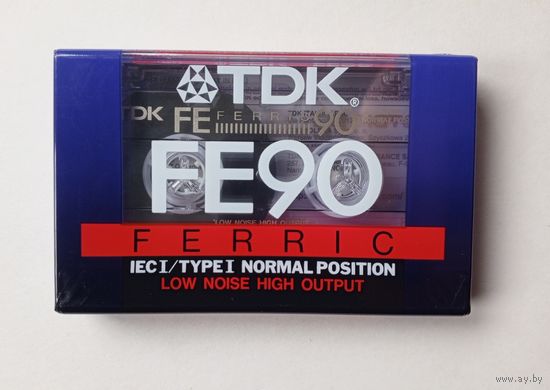 TDK®
TDK FE FERRIC 90 NORMAL POSIT
FE90
LOW NOISE HIGH OUTPUT
FERRIC
IEC I/TYPE I NORMAL POSITION
LOW NOISE HIGH OUTPUT
www.ay.by